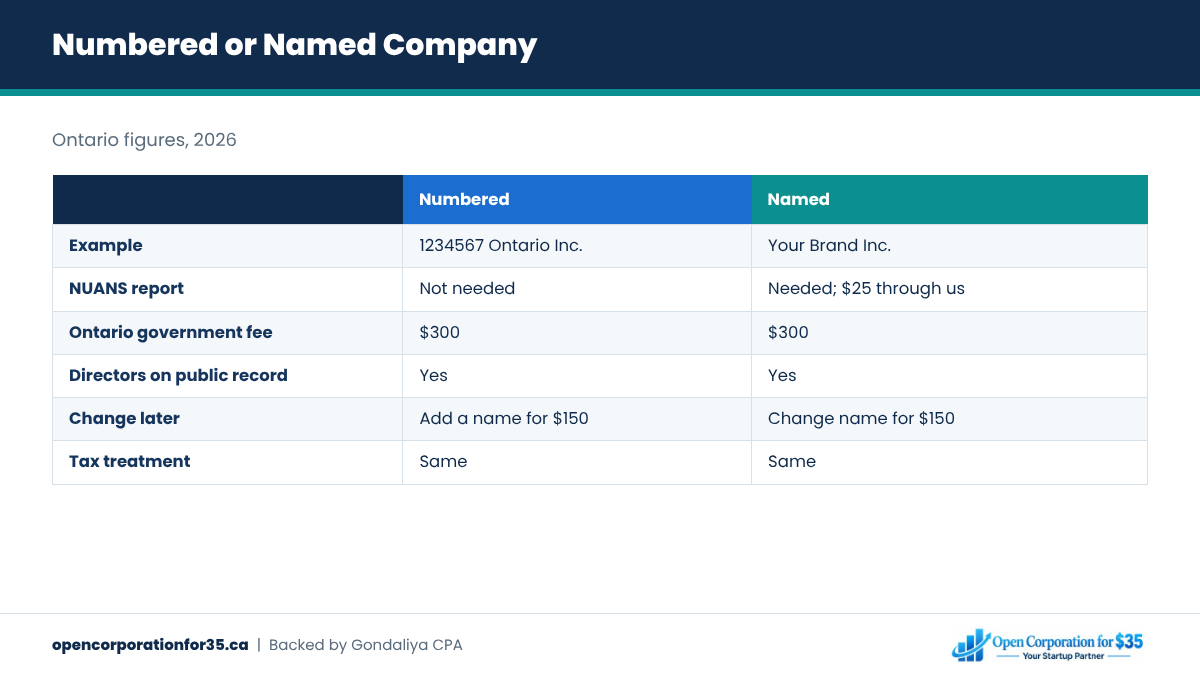 Numbered or Named Company
Ontario figures, 2026
Numbered Named
Example 1234567 Ontario Inc. Your Brand Inc.
NUANS report Not needed Needed; $25 through us
Ontario government fee $300 $300
Directors on public record Yes Yes
Change later Add a name for $150 Change name for $150
Tax treatment Same Same
opencorporationfor35.ca | Backed by Gondaliya CPA
Open Corporation for $35
Your Startup Partner